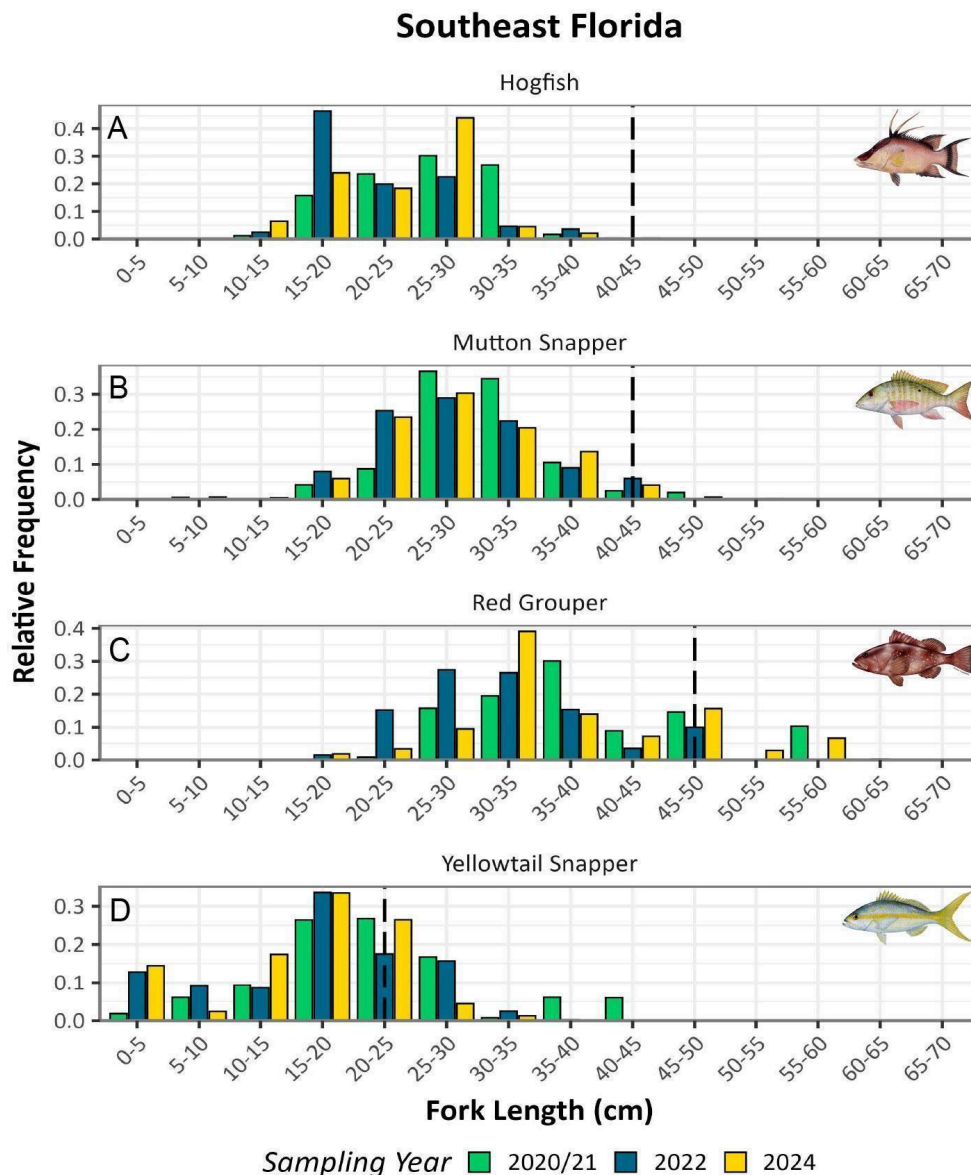 Southeast Florida
Hogfish
A
0.4
0.3
0.2
0.1
0.0
0-5 5-10 10-15 15-20 20-25 25-30 30-35 35-40 40-45 45-50 50-55 55-60 60-65 65-70
Mutton Snapper
B
0.3
0.2
0.1
0.0
0-5 5-10 10-15 15-20 20-25 25-30 30-35 35-40 40-45 45-50 50-55 55-60 60-65 65-70
Relative Frequency
Red Grouper
C
0.4
0.3
0.2
0.1
0.0
0-5 5-10 10-15 15-20 20-25 25-30 30-35 35-40 40-45 45-50 50-55 55-60 60-65 65-70
Yellowtail Snapper
D
0.3
0.2
0.1
0.0
0-5 5-10 10-15 15-20 20-25 25-30 30-35 35-40 40-45 45-50 50-55 55-60 60-65 65-70
Fork Length (cm)
Sampling Year 2020/21 2022 2024